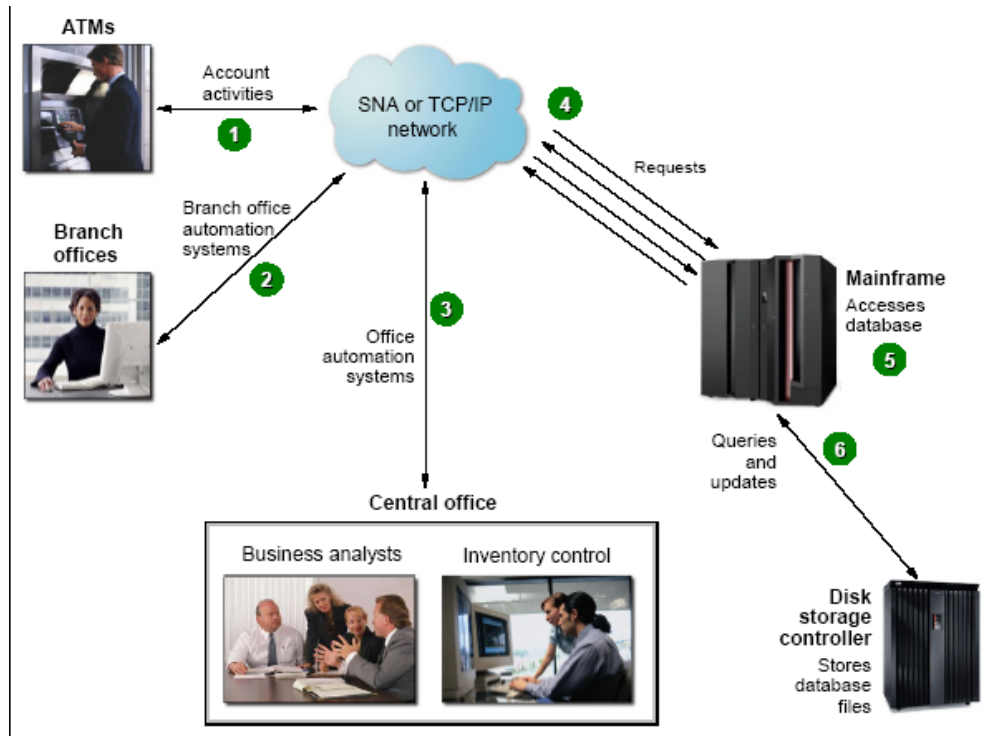 ATMs
Account
activities
1
SNA or TCP/IP
network
4
Requests
Branch office
automation
systems
2
Branch
offices
3
Office
automation
systems
Mainframe
Accesses
database
5
Queries
and
updates
6
Central office
Business analysts
Inventory control
Disk
storage
controller
Stores
database
files